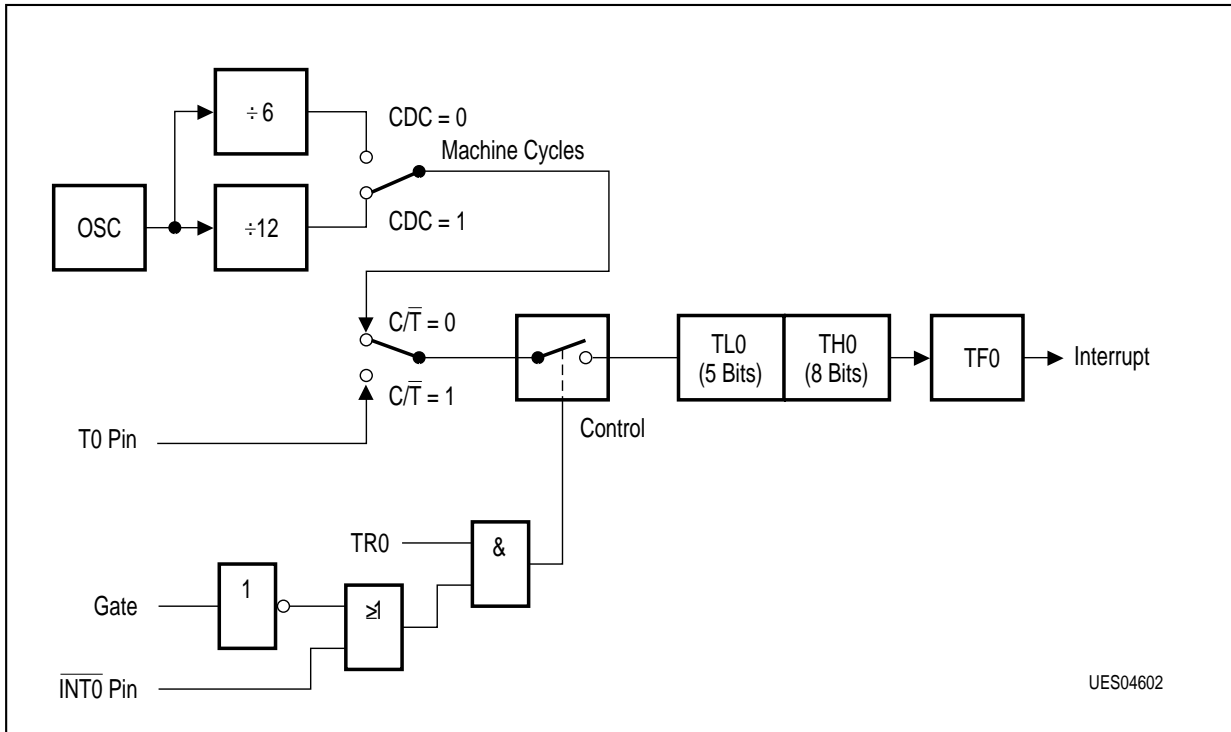 ÷ 6
CDC = 0
Machine Cycles
OSC
÷12
CDC = 1
C/T̅ = 0
TL0
(5 Bits)
TH0
(8 Bits)
TF0
Interrupt
C/T̅ = 1
T0 Pin
Control
TR0
&
1
≥1
Gate
I̅N̅T̅0̅ Pin
UES04602